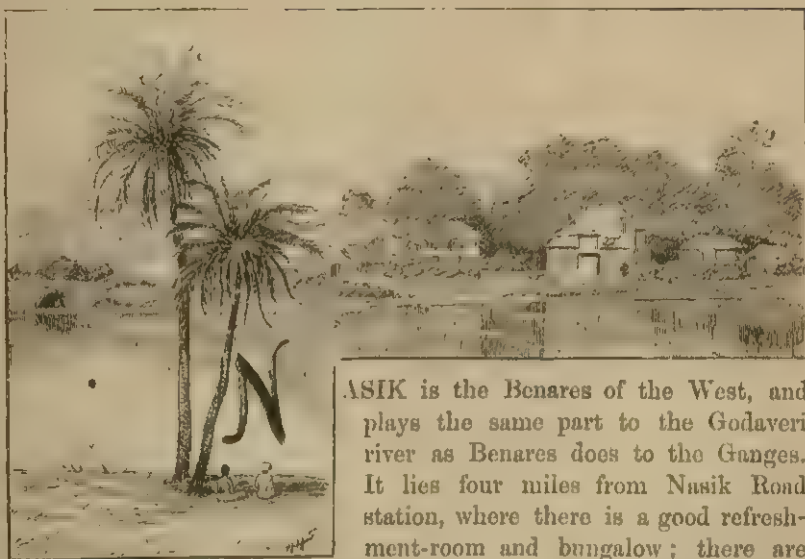 NASIK is the Benares of the West, and
plays the same part to the Godaveri
river as Benares does to the Ganges.
It lies four miles from Nasik Road
station, where there is a good refresh-
ment-room and bungalow; there are